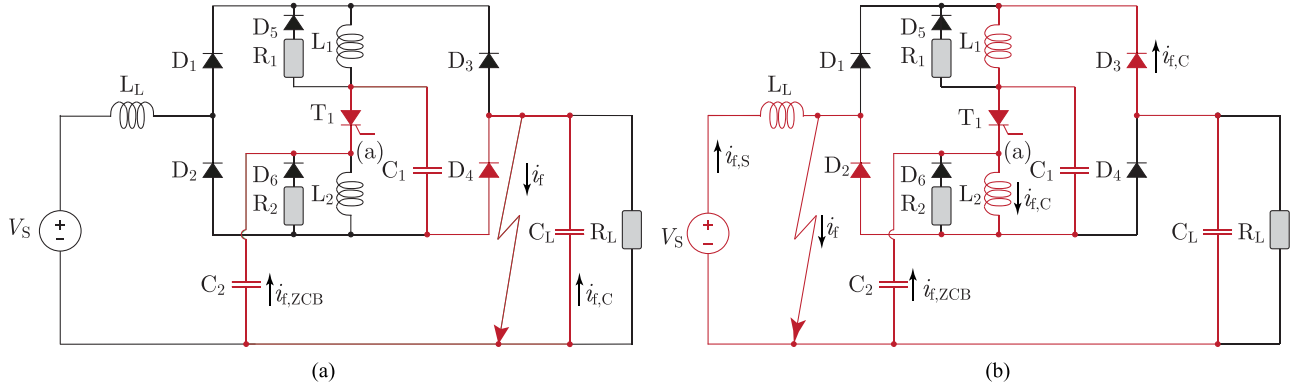 D5
L1
R1
D1
D3
LL
T1
(a)
D2
D6
L2
C1
D4
if
R2
VS
CL
RL
C2
if,ZCB
if,C
(a)
D5
L1
R1
D1
D3
if,C
LL
T1
(a)
if,S
D2
D6
L2
C1
D4
R2
if,C
VS
if
CL
RL
C2
if,ZCB
(b)